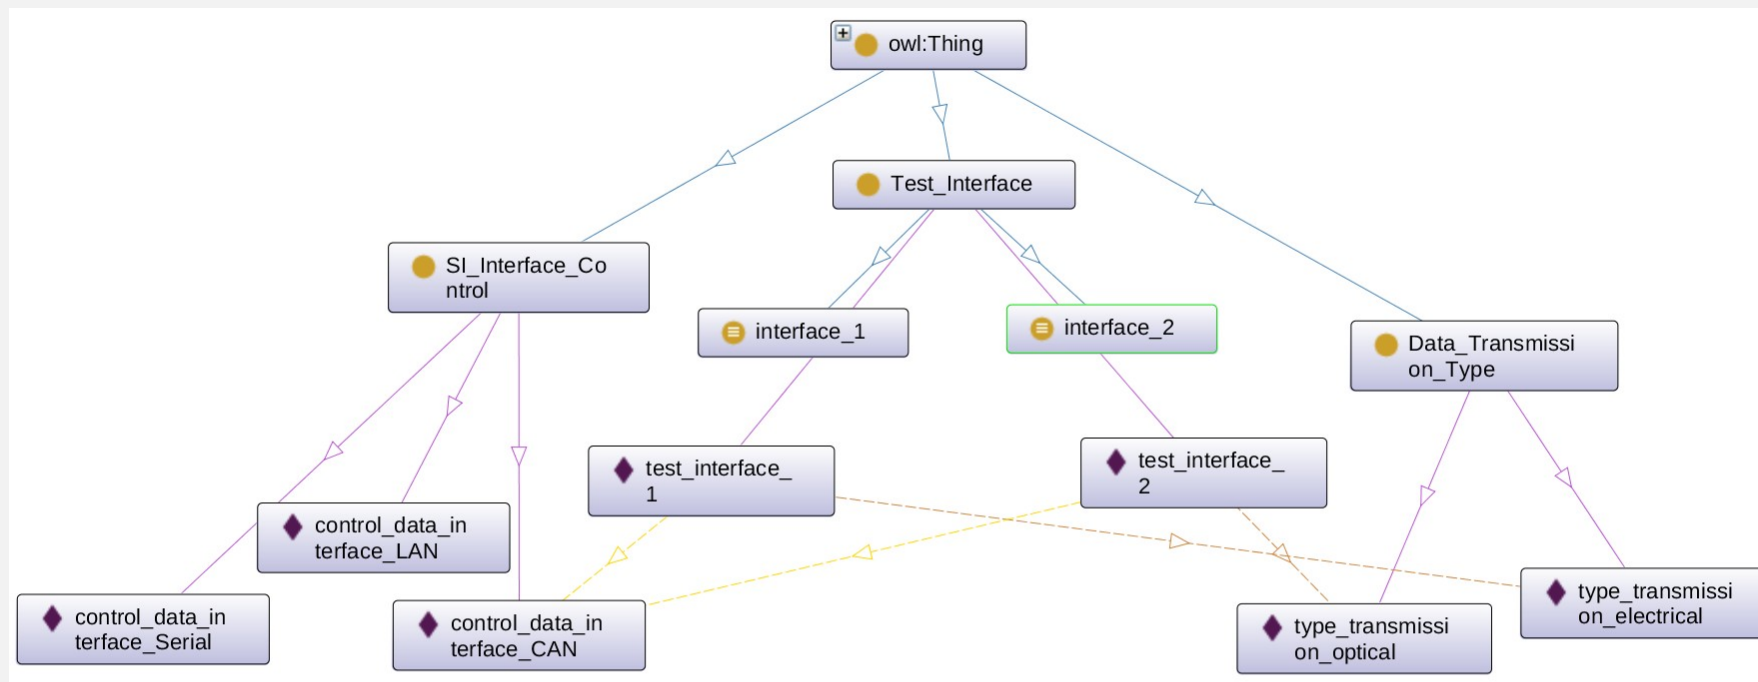 owl:Thing
Test_Interface
SI_Interface_Co
ntrol
interface_1
interface_2
Data_Transmissi
on_Type
test_interface_
1
test_interface_
2
control_data_in
terface_LAN
control_data_in
terface_Serial
control_data_in
terface_CAN
type_transmissi
on_optical
type_transmissi
on_electrical